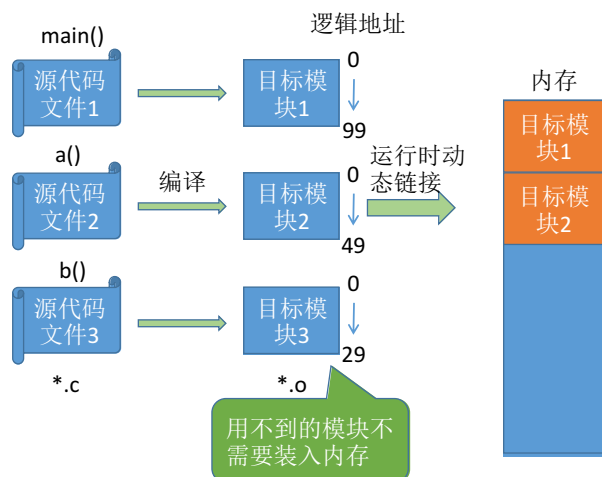 逻辑地址
main()
源代码
文件1
目标模
块1
0
99
内存
目标模
块1
a()
源代码
文件2
编译
目标模
块2
0
49
运行时动
态链接
目标模
块2
b()
源代码
文件3
目标模
块3
0
29
*.c
*.o
用不到的模块不
需要装入内存